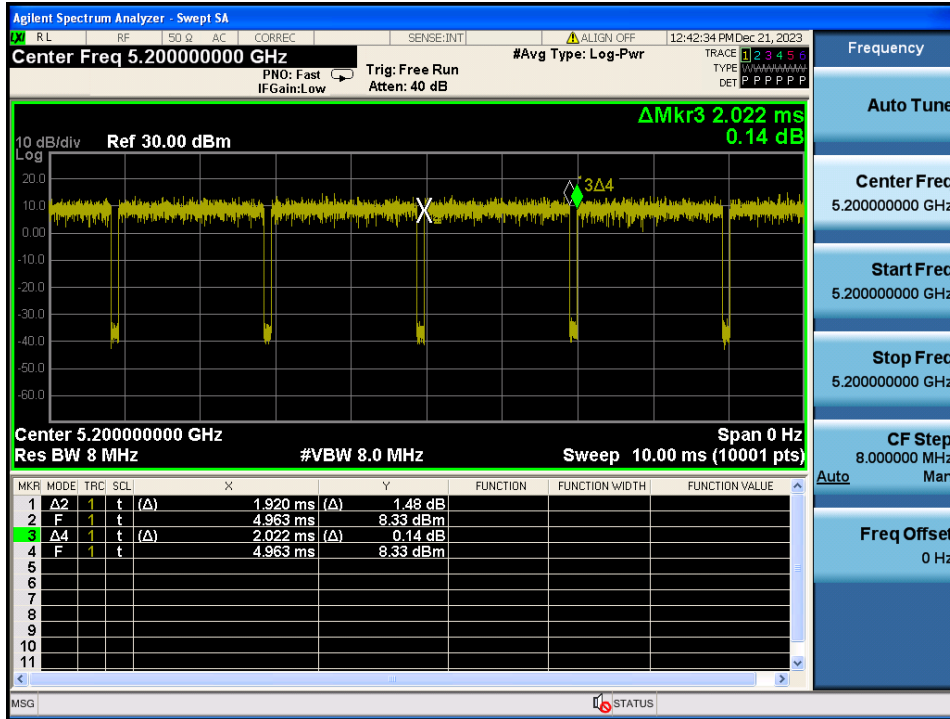 Agilent Spectrum Analyzer - Swept SA
LXI RL RF 50 Ω AC CORREC SENSE:INT ALIGN OFF 12:42:34 PM Dec 21, 2023
Center Freq 5.200000000 GHz
PNO: Fast
IFGain:Low
Trig: Free Run
Atten: 40 dB
#Avg Type: Log-Pwr
TRACE 1 2 3 4 5 6
TYPE
DET P P P P P P
ΔMkr3 2.022 ms
0.14 dB
10 dB/div Ref 30.00 dBm
Log
20.0
10.0
0.00
-10.0
-20.0
-30.0
-40.0
-50.0
-60.0
3Δ4
Center 5.200000000 GHz Span 0 Hz
Res BW 8 MHz #VBW 8.0 MHz Sweep 10.00 ms (10001 pts)
MKR MODE TRC SCL X Y FUNCTION FUNCTION WIDTH FUNCTION VALUE
1 Δ2 1 t (Δ) 1.920 ms (Δ) 1.48 dB
2 F 1 t 4.963 ms 8.33 dBm
3 Δ4 1 t (Δ) 2.022 ms (Δ) 0.14 dB
4 F 1 t 4.963 ms 8.33 dBm
5
6
7
8
9
10
11
MSG STATUS
Frequency
Auto Tune
Center Freq
5.200000000 GHz
Start Freq
5.200000000 GHz
Stop Freq
5.200000000 GHz
CF Step
8.000000 MHz
Auto Man
Freq Offset
0 Hz